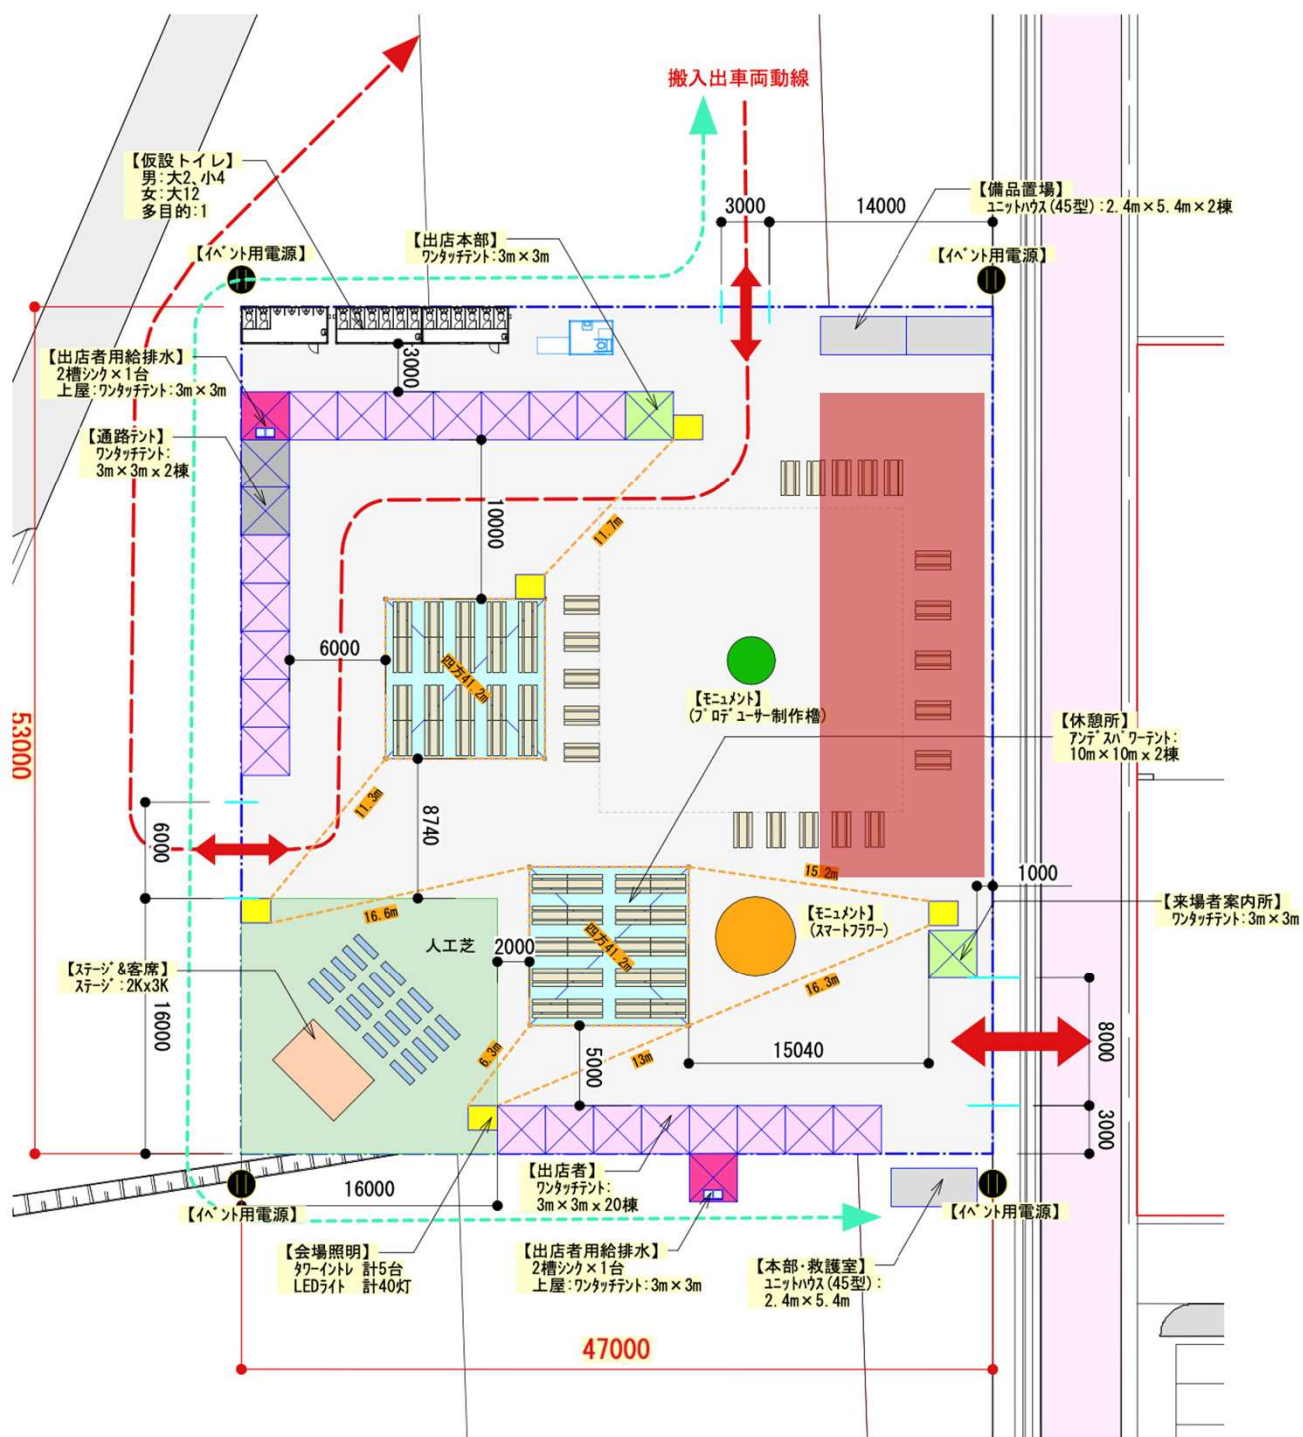 搬入出車両動線
【仮設トイレ】
男:大2、小4
女:大12
多目的:1
【備品置場】
ユニットハウス(45型):2.4m×5.4m×2棟
3000
14000
【出店本部】
ワンタッチテント:3m×3m
【イベント用電源】
【イベント用電源】
【出店者用給排水】
2槽シンク×1台
上屋:ワンタッチテント:3m×3m
3000
【通路テント】
ワンタッチテント:
3m×3m×2棟
10000
11.7m
6000
四方41.2m
【モニュメント】
(プロデューサー制作櫓)
【休憩所】
アンデスパワーテント:
10m×10m×2棟
53000
11.3m
8740
6000
15.2m
1000
【来場者案内所】
ワンタッチテント:3m×3m
16.6m
人工芝
2000
四方41.2m
【モニュメント】
(スマートフラワー)
【ステージ&客席】
ステージ:2Kx3K
16000
16.3m
6.3m
5000
13m
15040
8000
3000
16000
【出店者】
ワンタッチテント:
3m×3m×20棟
【イベント用電源】
【イベント用電源】
【会場照明】
タワーイントレ 計5台
LEDライト 計40灯
【出店者用給排水】
2槽シンク×1台
上屋:ワンタッチテント:3m×3m
【本部・救護室】
ユニットハウス(45型):
2.4m×5.4m
47000